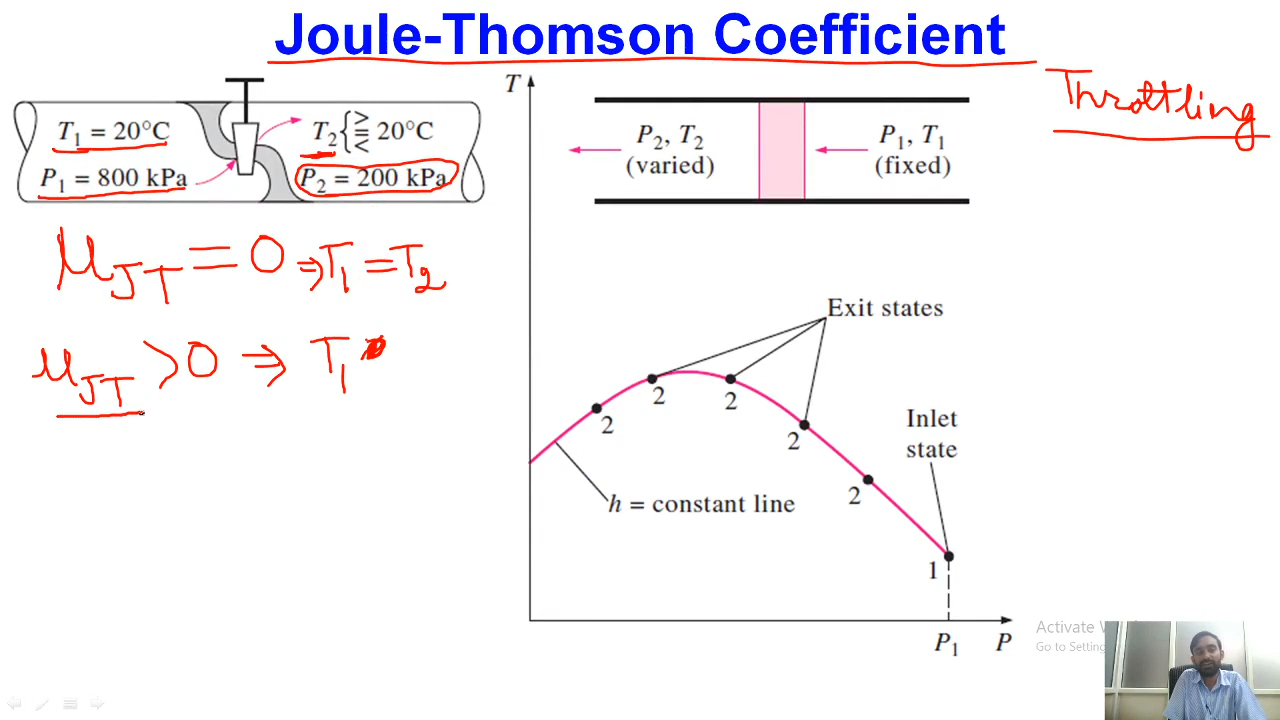 Joule-Thomson Coefficient
Throttling
T₁ = 20°C
T₂ { > = < 20°C
P₁ = 800 kPa
P₂ = 200 kPa
μ_JT = 0 ⇒ T₁ = T₂
μ_JT > 0 ⇒ T₁
T
P₂, T₂
(varied)
P₁, T₁
(fixed)
Exit states
2
2
2
2
2
Inlet
state
h = constant line
1
P₁
P
Activate W
Go to Setting